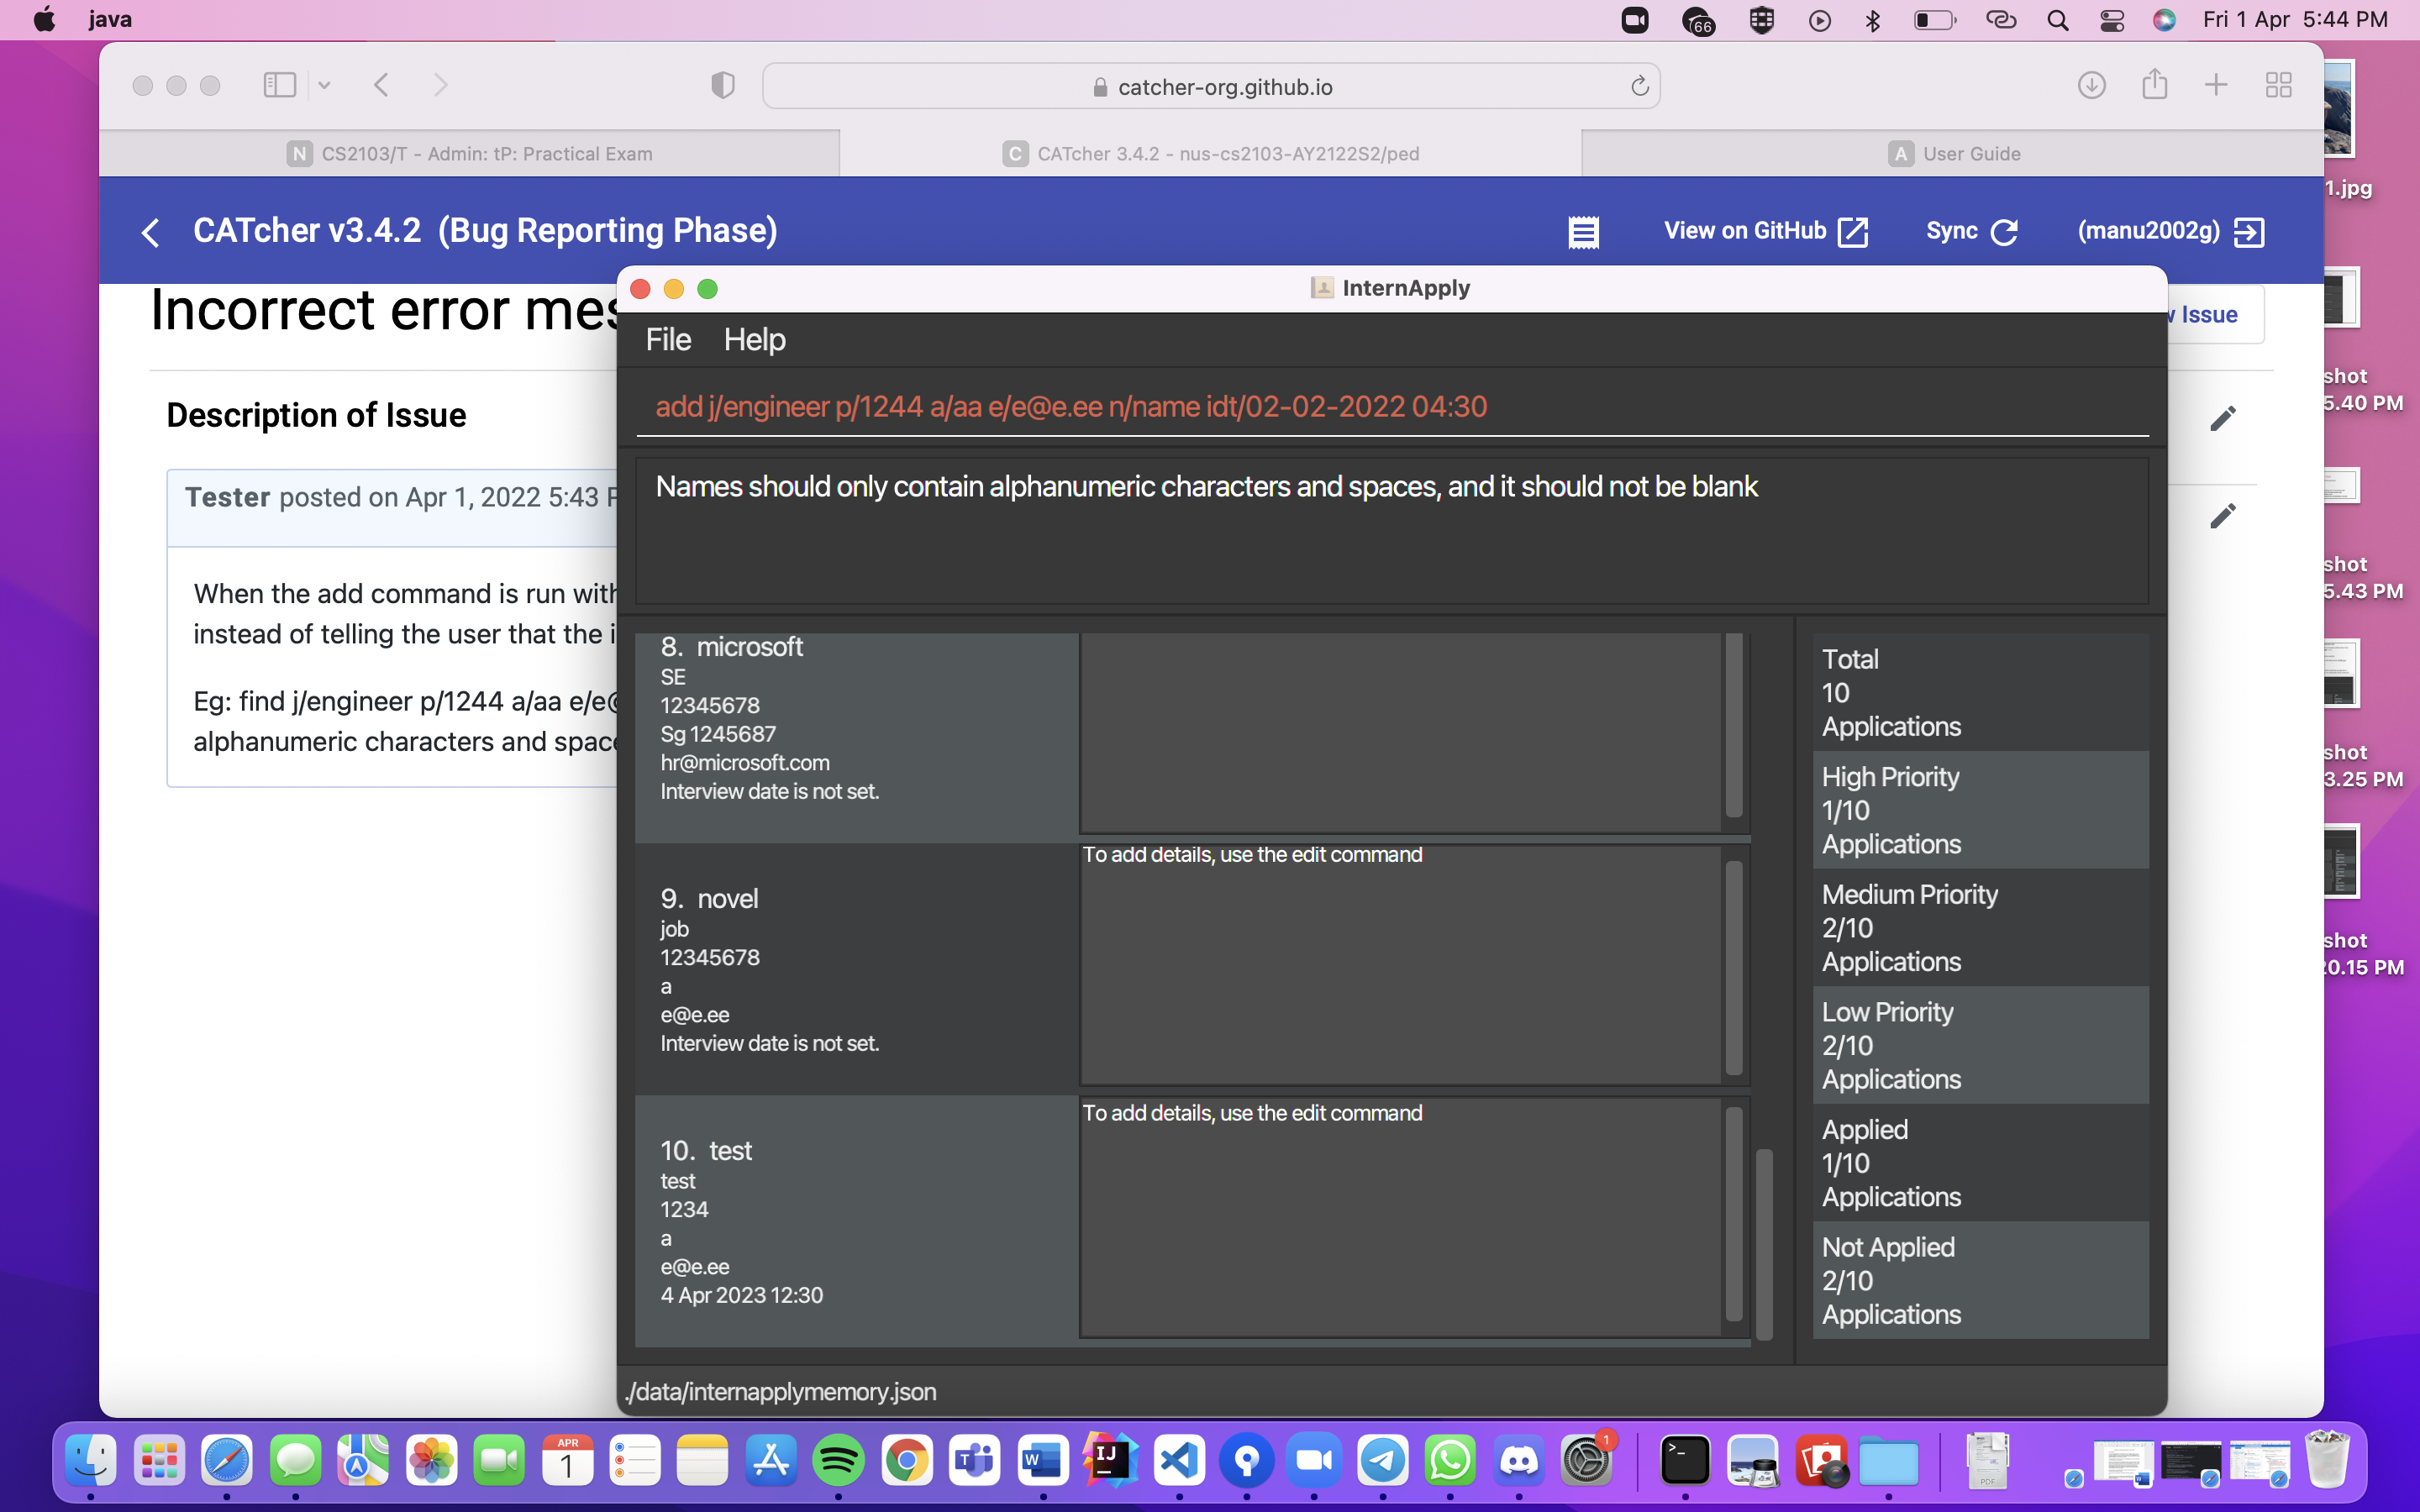 java
66
Fri 1 Apr 5:44 PM
catcher-org.github.io
N CS2103/T - Admin: tP: Practical Exam
C CATcher 3.4.2 - nus-cs2103-AY2122S2/ped
A User Guide
CATcher v3.4.2 (Bug Reporting Phase)
View on GitHub
Sync
(manu2002g)
Incorrect error mes
Issue
Description of Issue
Tester posted on Apr 1, 2022 5:43 P
When the add command is run with
instead of telling the user that the i
Eg: find j/engineer p/1244 a/aa e/e@
alphanumeric characters and space
InternApply
File Help
add j/engineer p/1244 a/aa e/e@e.ee n/name idt/02-02-2022 04:30
Names should only contain alphanumeric characters and spaces, and it should not be blank
8. microsoft
SE
12345678
Sg 1245687
hr@microsoft.com
Interview date is not set.
9. novel
job
12345678
a
e@e.ee
Interview date is not set.
To add details, use the edit command
10. test
test
1234
a
e@e.ee
4 Apr 2023 12:30
To add details, use the edit command
Total
10
Applications
High Priority
1/10
Applications
Medium Priority
2/10
Applications
Low Priority
2/10
Applications
Applied
1/10
Applications
Not Applied
2/10
Applications
./data/internapplymemory.json
1.jpg
shot
5.40 PM
shot
5.43 PM
shot
3.25 PM
shot
0.15 PM
APR
1
1
PDF